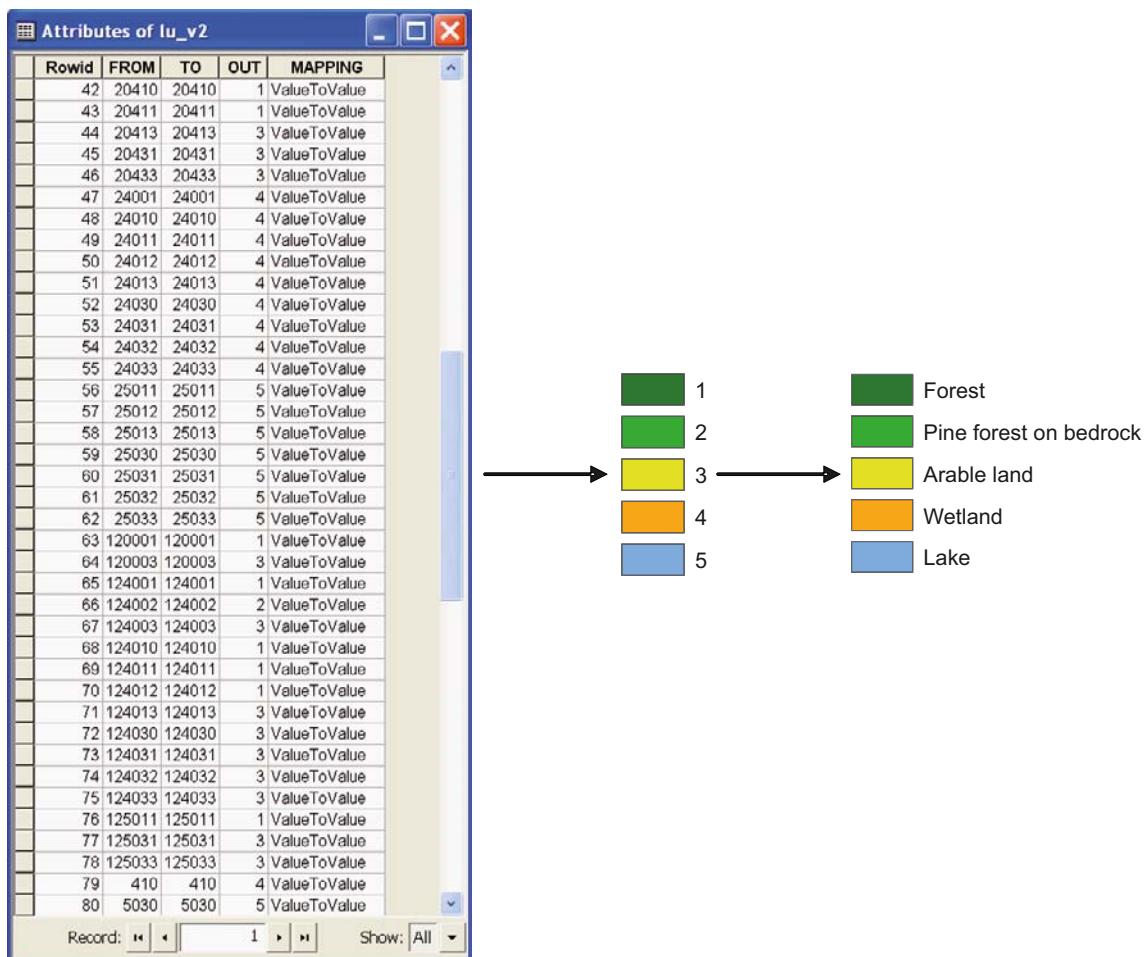 Attributes of lu_v2
Rowid FROM TO OUT MAPPING
42 20410 20410 1 ValueToValue
43 20411 20411 1 ValueToValue
44 20413 20413 3 ValueToValue
45 20431 20431 3 ValueToValue
46 20433 20433 3 ValueToValue
47 24001 24001 4 ValueToValue
48 24010 24010 4 ValueToValue
49 24011 24011 4 ValueToValue
50 24012 24012 4 ValueToValue
51 24013 24013 4 ValueToValue
52 24030 24030 4 ValueToValue
53 24031 24031 4 ValueToValue
54 24032 24032 4 ValueToValue
55 24033 24033 4 ValueToValue
56 25011 25011 5 ValueToValue
57 25012 25012 5 ValueToValue
58 25013 25013 5 ValueToValue
59 25030 25030 5 ValueToValue
60 25031 25031 5 ValueToValue
61 25032 25032 5 ValueToValue
62 25033 25033 5 ValueToValue
63 120001 120001 1 ValueToValue
64 120003 120003 3 ValueToValue
65 124001 124001 1 ValueToValue
66 124002 124002 2 ValueToValue
67 124003 124003 3 ValueToValue
68 124010 124010 1 ValueToValue
69 124011 124011 1 ValueToValue
70 124012 124012 1 ValueToValue
71 124013 124013 3 ValueToValue
72 124030 124030 3 ValueToValue
73 124031 124031 3 ValueToValue
74 124032 124032 3 ValueToValue
75 124033 124033 3 ValueToValue
76 125011 125011 1 ValueToValue
77 125031 125031 3 ValueToValue
78 125033 125033 3 ValueToValue
79 410 410 4 ValueToValue
80 5030 5030 5 ValueToValue
Record: 1 Show: All
1 Forest
2 Pine forest on bedrock
3 Arable land
4 Wetland
5 Lake